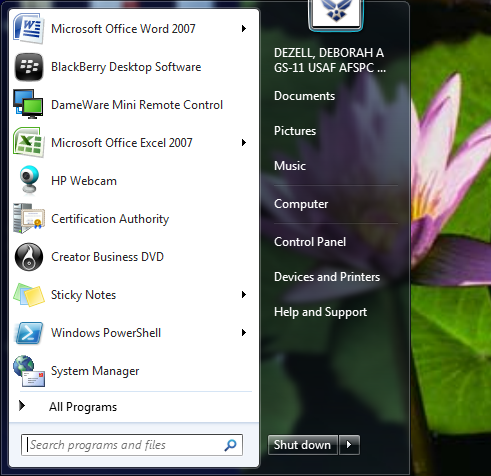 Microsoft Office Word 2007
BlackBerry Desktop Software
DameWare Mini Remote Control
Microsoft Office Excel 2007
HP Webcam
Certification Authority
Creator Business DVD
Sticky Notes
Windows PowerShell
System Manager
All Programs
Search programs and files
DEZELL, DEBORAH A
GS-11 USAF AFSPC ...
Documents
Pictures
Music
Computer
Control Panel
Devices and Printers
Help and Support
Shut down